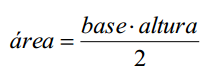 área = base · altura / 2